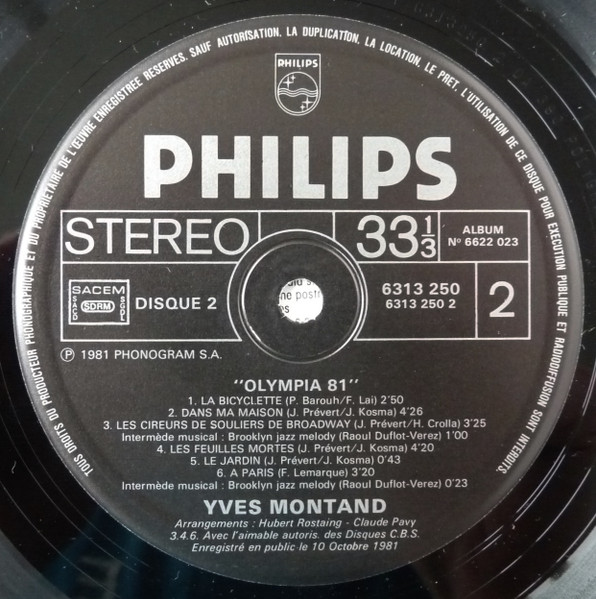 TOUS DROITS DU PRODUCTEUR PHONOGRAPHIQUE ET DU PROPRIETAIRE DE L'ŒUVRE ENREGISTREE RESERVES. SAUF AUTORISATION, LA DUPLICATION, LA LOCATION, LE PRET, L'UTILISATION DE CE DISQUE POUR EXECUTION PUBLIQUE ET RADIODIFFUSION SONT INTERDITS.
PHILIPS
PHILIPS
STEREO
33 1/3
ALBUM
N° 6622 023
SACEM
SACD
SDRM
SGDL
DISQUE 2
6313 250
6313 250 2
2
℗ 1981 PHONOGRAM S.A.
"OLYMPIA 81"
1. LA BICYCLETTE (P. Barouh/F. Lai) 2'50
2. DANS MA MAISON (J. Prévert/J. Kosma) 4'26
3. LES CIREURS DE SOULIERS DE BROADWAY (J. Prévert/H. Crolla) 3'25
Intermède musical : Brooklyn jazz melody (Raoul Duflot-Verez) 1'00
4. LES FEUILLES MORTES (J. Prévert/J. Kosma) 4'20
5. LE JARDIN (J. Prévert/J. Kosma) 0'43
6. A PARIS (F. Lemarque) 3'20
Intermède musical : Brooklyn jazz melody (Raoul Duflot-Verez) 0'23
YVES MONTAND
Arrangements : Hubert Rostaing - Claude Pavy
3.4.6. Avec l'aimable autoris. des Disques C.B.S.
Enregistré en public le 10 Octobre 1981